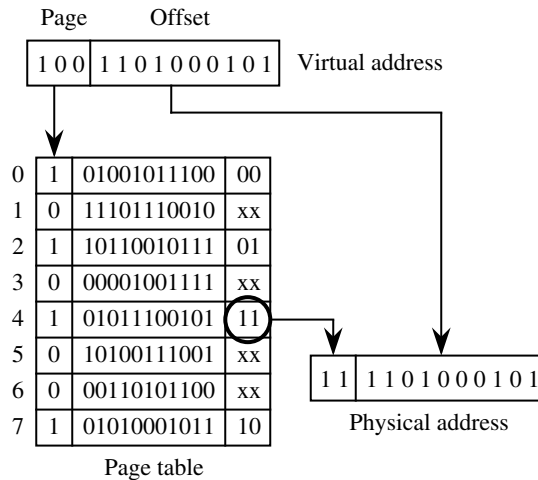 Page Offset
1 0 0 1 1 0 1 0 0 0 1 0 1 Virtual address
0 1 01001011100 00
1 0 11101110010 xx
2 1 10110010111 01
3 0 00001001111 xx
4 1 01011100101 11
5 0 10100111001 xx
6 0 00110101100 xx
7 1 01010001011 10
1 1 1 1 0 1 0 0 0 1 0 1
Physical address
Page table